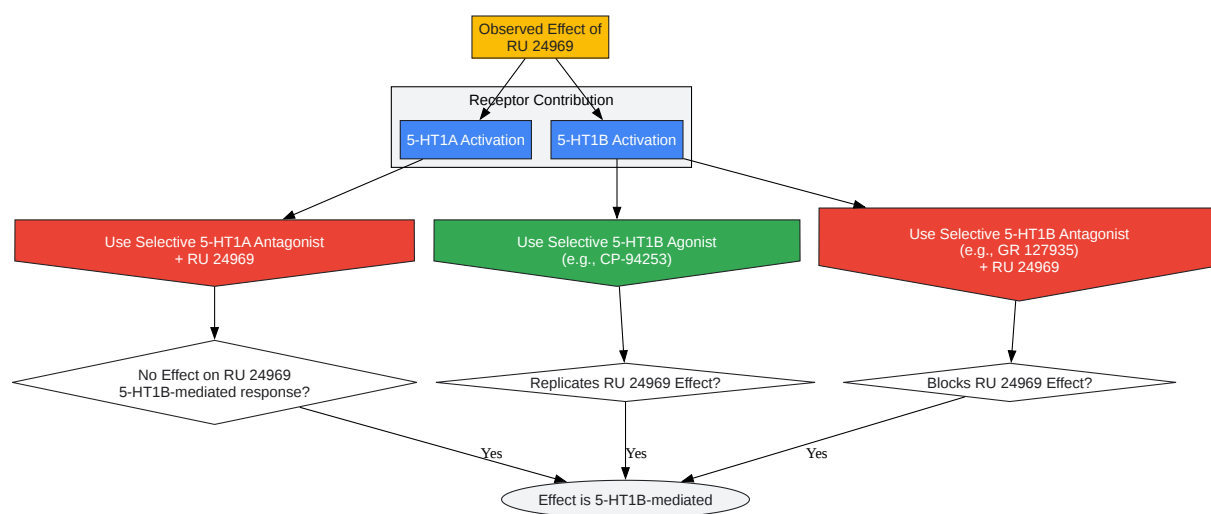 Observed Effect of
RU 24969
Receptor Contribution
5-HT1A Activation
5-HT1B Activation
Use Selective 5-HT1A Antagonist
+ RU 24969
Use Selective 5-HT1B Agonist
(e.g., CP-94253)
Use Selective 5-HT1B Antagonist
(e.g., GR 127935)
+ RU 24969
No Effect on RU 24969
5-HT1B-mediated response?
Replicates RU 24969 Effect?
Blocks RU 24969 Effect?
Yes
Yes
Yes
Effect is 5-HT1B-mediated